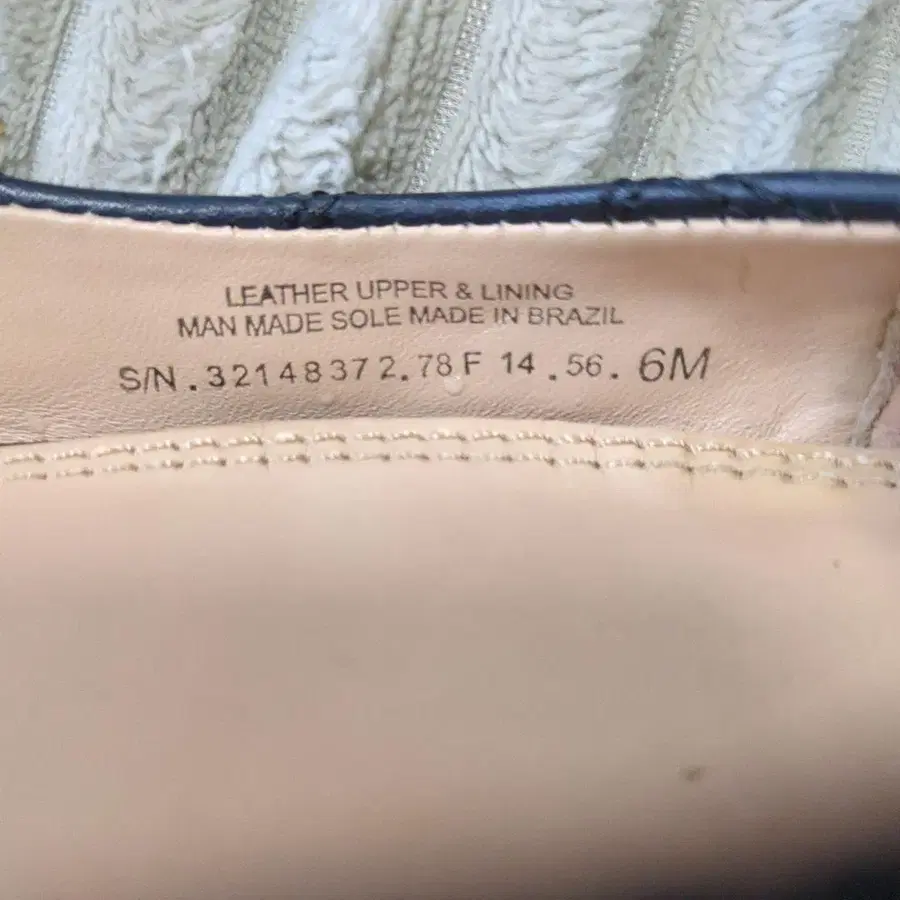 LEATHER UPPER & LINING
MAN MADE SOLE MADE IN BRAZIL
S/N.32148372.78F 14.56. 6M